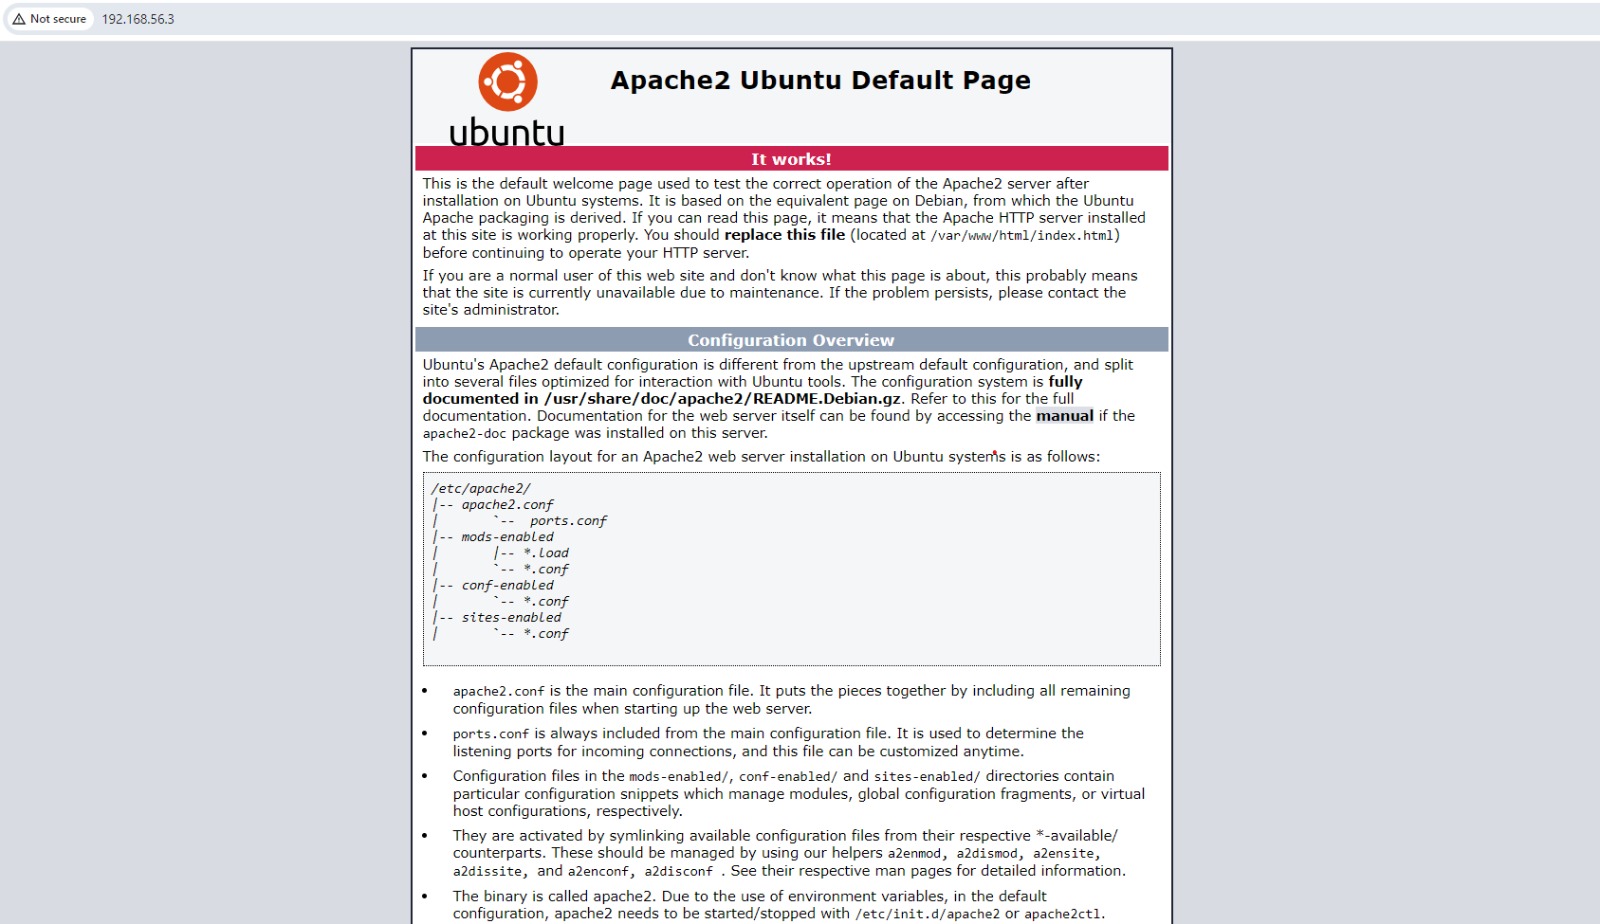 Not secure 192.168.56.3
ubuntu
Apache2 Ubuntu Default Page
It works!
This is the default welcome page used to test the correct operation of the Apache2 server after
installation on Ubuntu systems. It is based on the equivalent page on Debian, from which the Ubuntu
Apache packaging is derived. If you can read this page, it means that the Apache HTTP server installed
at this site is working properly. You should replace this file (located at /var/www/html/index.html)
before continuing to operate your HTTP server.
If you are a normal user of this web site and don't know what this page is about, this probably means
that the site is currently unavailable due to maintenance. If the problem persists, please contact the
site's administrator.
Configuration Overview
Ubuntu's Apache2 default configuration is different from the upstream default configuration, and split
into several files optimized for interaction with Ubuntu tools. The configuration system is fully
documented in /usr/share/doc/apache2/README.Debian.gz. Refer to this for the full
documentation. Documentation for the web server itself can be found by accessing the manual if the
apache2-doc package was installed on this server.
The configuration layout for an Apache2 web server installation on Ubuntu systems is as follows:
/etc/apache2/
|-- apache2.conf
|       `--  ports.conf
|-- mods-enabled
|       |-- *.load
|       `-- *.conf
|-- conf-enabled
|       `-- *.conf
|-- sites-enabled
|       `-- *.conf
• apache2.conf is the main configuration file. It puts the pieces together by including all remaining
configuration files when starting up the web server.
• ports.conf is always included from the main configuration file. It is used to determine the
listening ports for incoming connections, and this file can be customized anytime.
• Configuration files in the mods-enabled/, conf-enabled/ and sites-enabled/ directories contain
particular configuration snippets which manage modules, global configuration fragments, or virtual
host configurations, respectively.
• They are activated by symlinking available configuration files from their respective *-available/
counterparts. These should be managed by using our helpers a2enmod, a2dismod, a2ensite,
a2dissite, and a2enconf, a2disconf . See their respective man pages for detailed information.
• The binary is called apache2. Due to the use of environment variables, in the default
configuration, apache2 needs to be started/stopped with /etc/init.d/apache2 or apache2ctl.